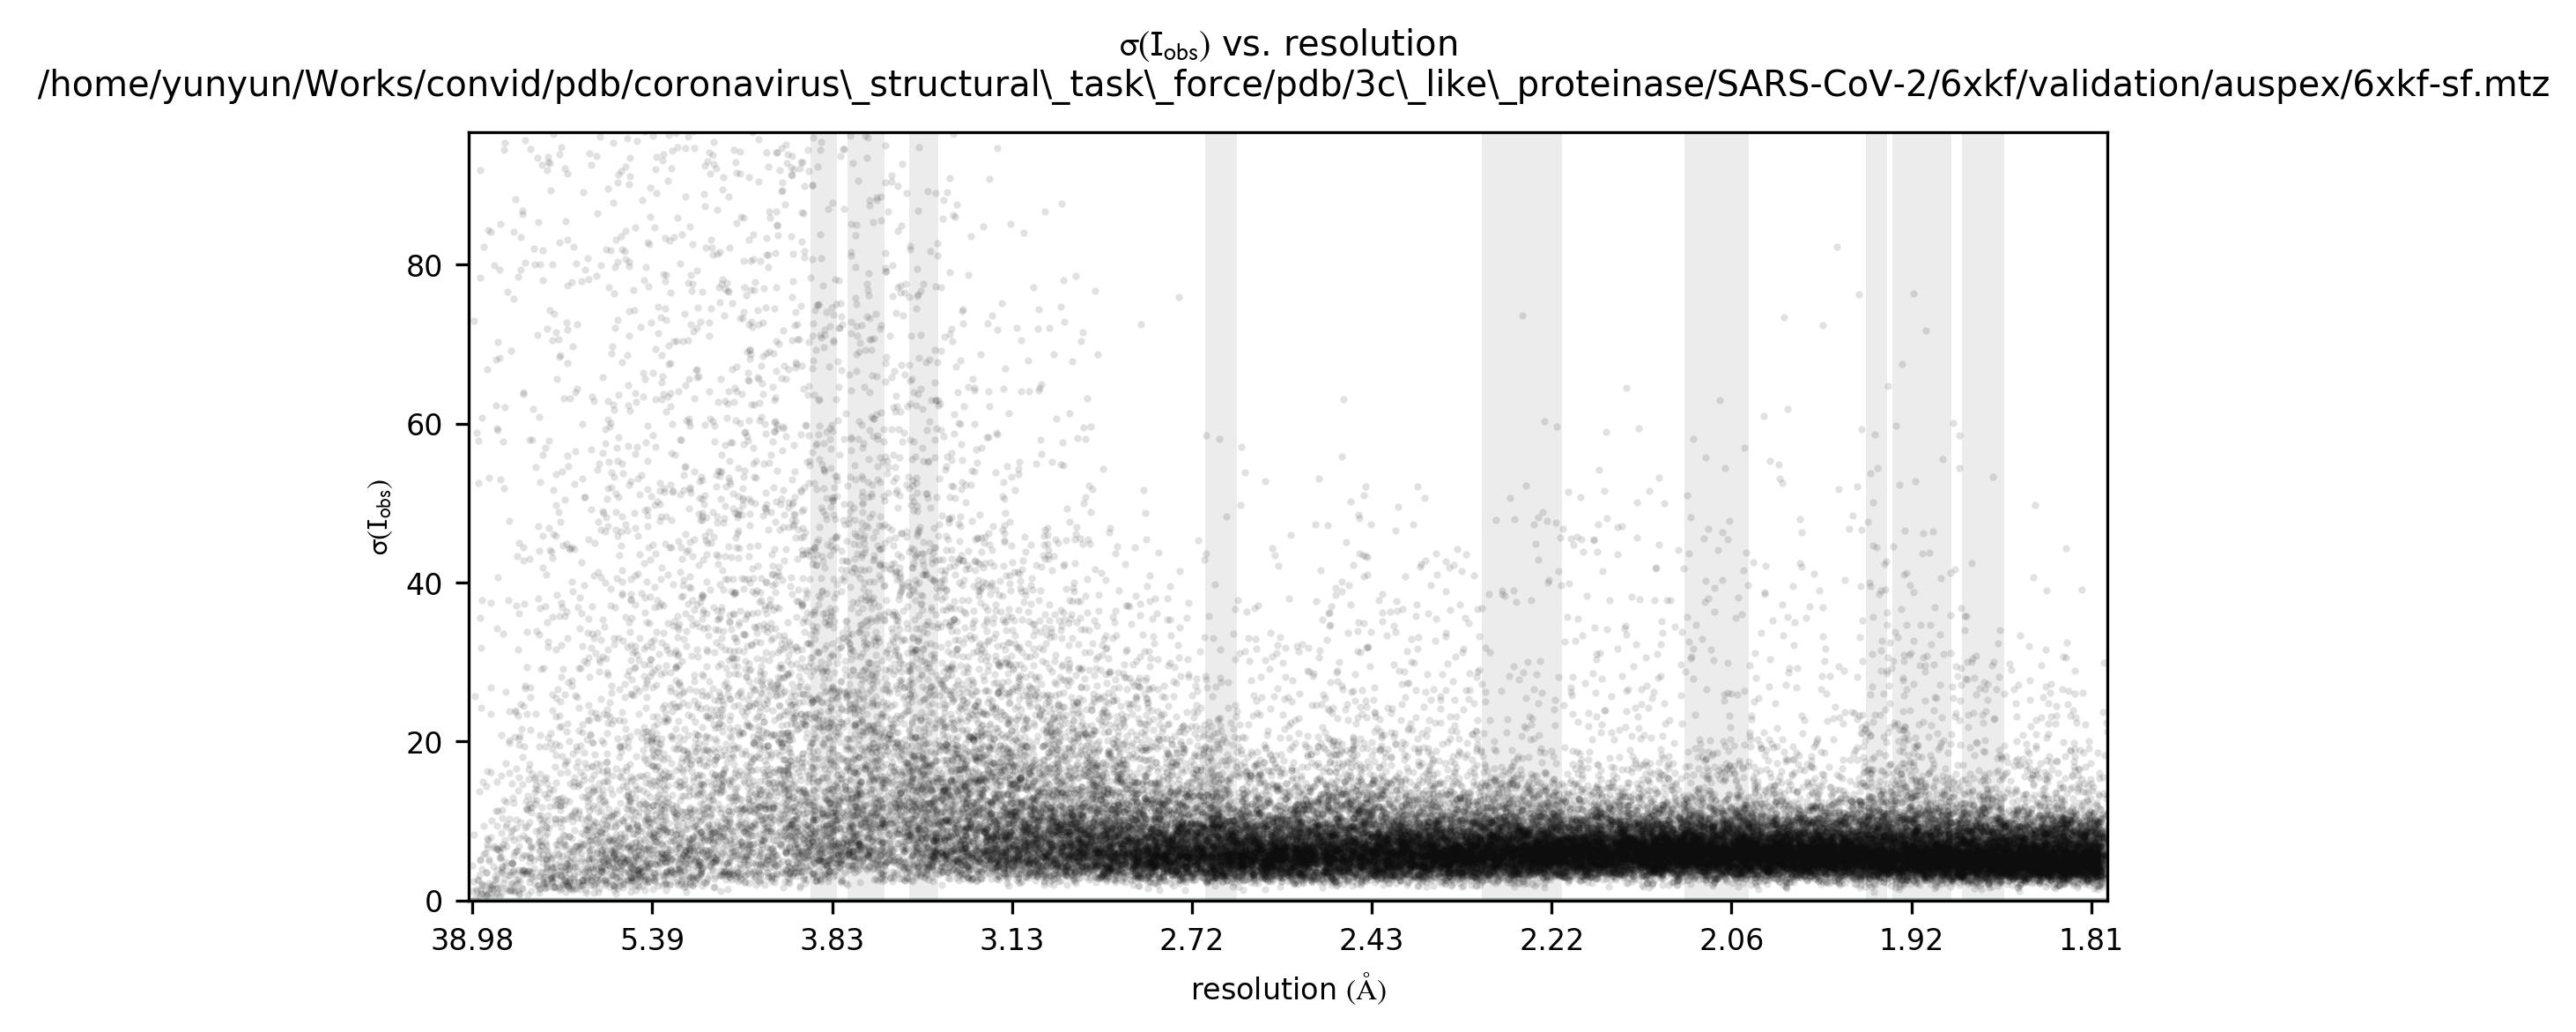 σ(I_obs) vs. resolution
/home/yunyun/Works/convid/pdb/coronavirus\_structural\_task\_force/pdb/3c\_like\_proteinase/SARS-CoV-2/6xkf/validation/auspex/6xkf-sf.mtz
80
60
σ(I_obs)
40
20
0
38.98 5.39 3.83 3.13 2.72 2.43 2.22 2.06 1.92 1.81
resolution (Å)